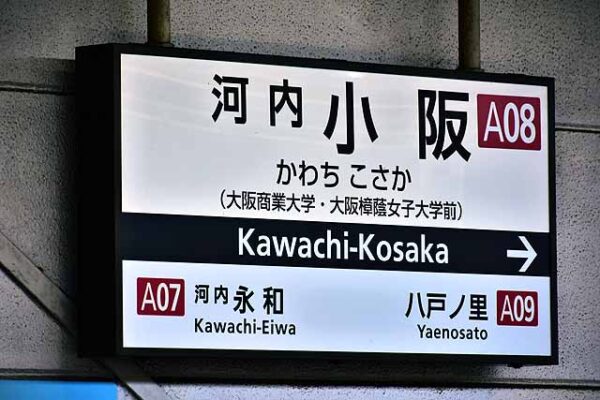 河内小阪 A08
かわち こさか
(大阪商業大学・大阪樟蔭女子大学前)
Kawachi-Kosaka →
A07 河内永和 八戸ノ里 A09
Kawachi-Eiwa Yaenosato